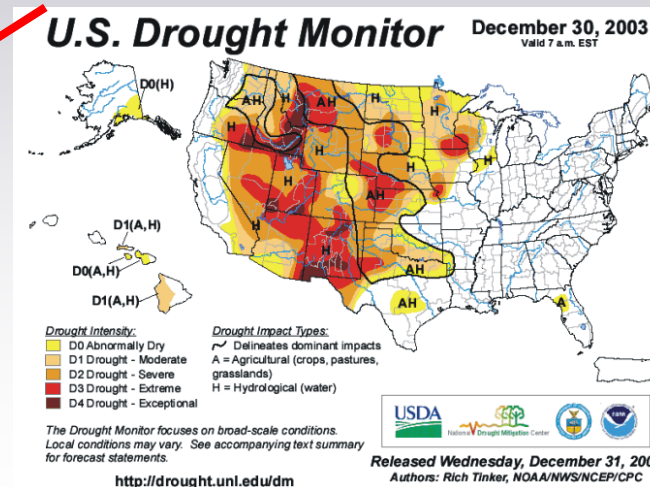 U.S. Drought Monitor
December 30, 2003
Valid 7 a.m. EST
D0(H)
AH
H
AH
H
H
H
H
H
H
H
AH
H
H
AH
AH
A
D1(A,H)
D0(A,H)
D1(A,H)
Drought Intensity:
D0 Abnormally Dry
D1 Drought - Moderate
D2 Drought - Severe
D3 Drought - Extreme
D4 Drought - Exceptional
Drought Impact Types:
Delineates dominant impacts
A = Agricultural (crops, pastures,
grasslands)
H = Hydrological (water)
The Drought Monitor focuses on broad-scale conditions.
Local conditions may vary. See accompanying text summary
for forecast statements.
http://drought.unl.edu/dm
USDA
National Drought Mitigation Center
Released Wednesday, December 31, 200
Authors: Rich Tinker, NOAA/NWS/NCEP/CPC